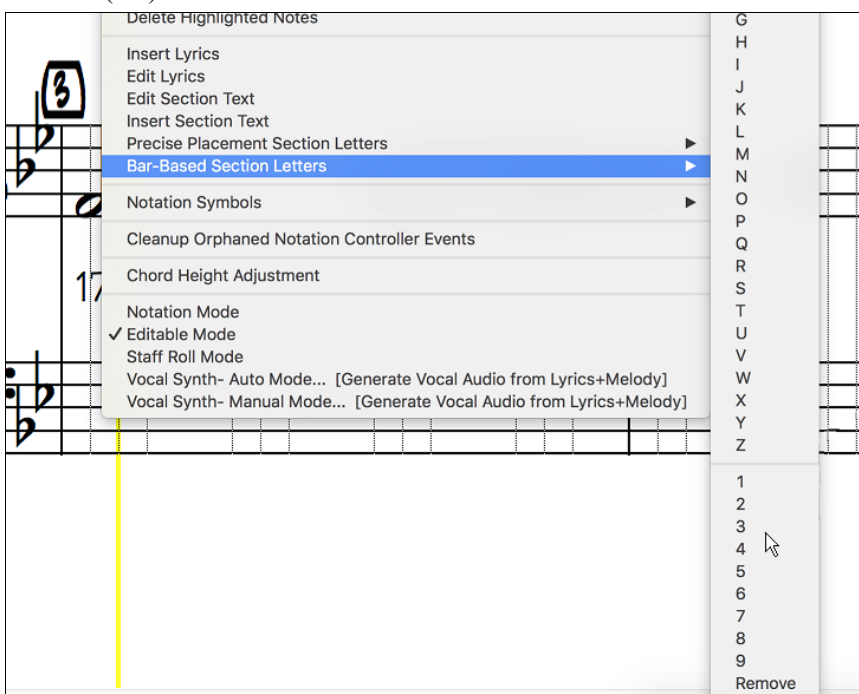 Delete Highlighted Notes
Insert Lyrics
Edit Lyrics
Edit Section Text
Insert Section Text
Precise Placement Section Letters
Bar-Based Section Letters
Notation Symbols
Cleanup Orphaned Notation Controller Events
Chord Height Adjustment
Notation Mode
✓ Editable Mode
Staff Roll Mode
Vocal Synth- Auto Mode... [Generate Vocal Audio from Lyrics+Melody]
Vocal Synth- Manual Mode... [Generate Vocal Audio from Lyrics+Melody]
3
17
G
H
I
J
K
L
M
N
O
P
Q
R
S
T
U
V
W
X
Y
Z
1
2
3
4
5
6
7
8
9
Remove